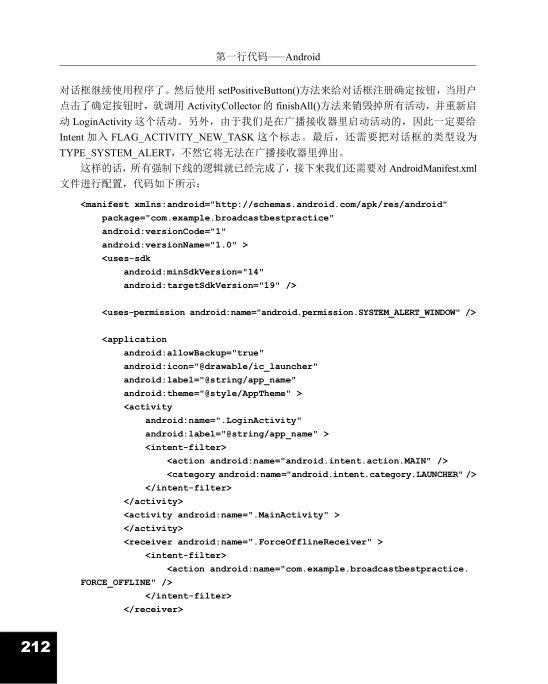 第一行代码——Android
对话框继续使用程序了。然后使用 setPositiveButton()方法来给对话框注册确定按钮，当用户
点击了确定按钮时，就调用 ActivityCollector 的 finishAll()方法来销毁掉所有活动，并重新启
动 LoginActivity 这个活动。另外，由于我们是在广播接收器里启动活动的，因此一定要给
Intent 加入 FLAG_ACTIVITY_NEW_TASK 这个标志。最后，还需要把对话框的类型设为
TYPE_SYSTEM_ALERT，不然它将无法在广播接收器里弹出。
这样的话，所有强制下线的逻辑就已经完成了，接下来我们还需要对 AndroidManifest.xml
文件进行配置，代码如下所示：
<manifest xmlns:android="http://schemas.android.com/apk/res/android"
package="com.example.broadcastbestpractice"
android:versionCode="1"
android:versionName="1.0" >
<uses-sdk
android:minSdkVersion="14"
android:targetSdkVersion="19" />
<uses-permission android:name="android.permission.SYSTEM_ALERT_WINDOW" />
<application
android:allowBackup="true"
android:icon="@drawable/ic_launcher"
android:label="@string/app_name"
android:theme="@style/AppTheme" >
<activity
android:name=".LoginActivity"
android:label="@string/app_name" >
<intent-filter>
<action android:name="android.intent.action.MAIN" />
<category android:name="android.intent.category.LAUNCHER" />
</intent-filter>
</activity>
<activity android:name=".MainActivity" >
</activity>
<receiver android:name=".ForceOfflineReceiver" >
<intent-filter>
<action android:name="com.example.broadcastbestpractice.
FORCE_OFFLINE" />
</intent-filter>
</receiver>
212